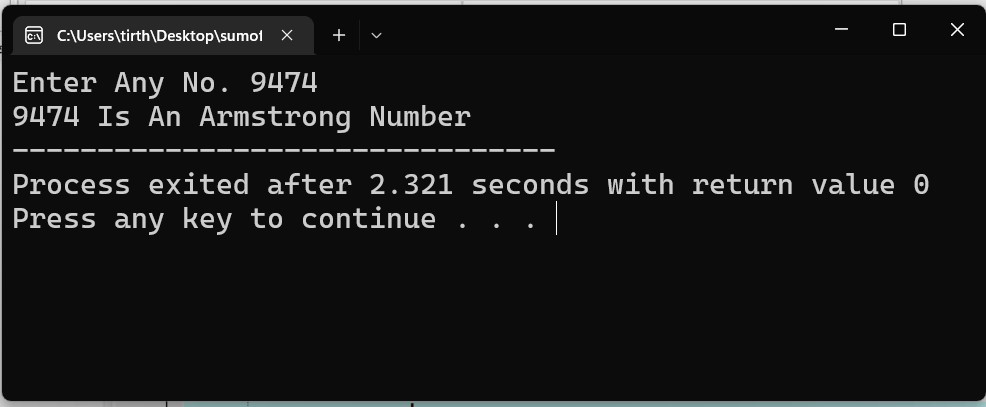 C:\Users\tirth\Desktop\sumof
Enter Any No. 9474
9474 Is An Armstrong Number
--------------------------------
Process exited after 2.321 seconds with return value 0
Press any key to continue . . .